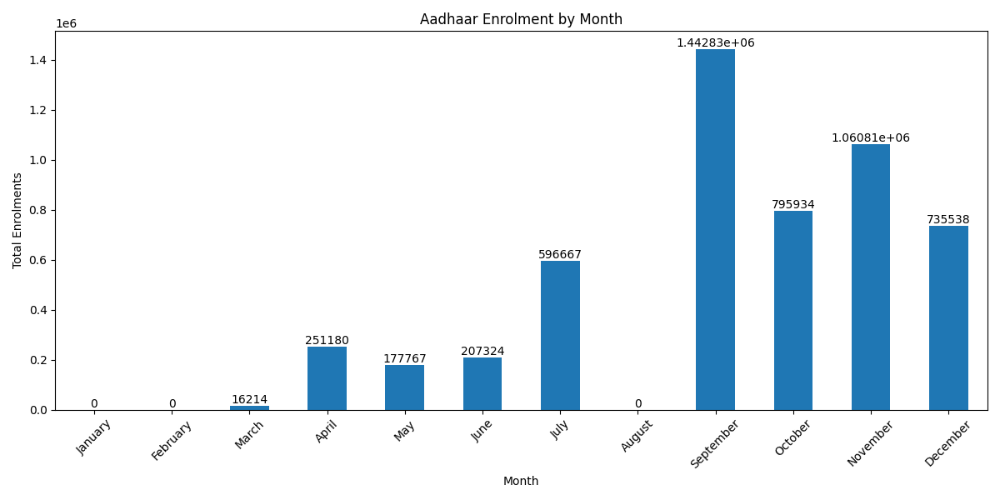 Aadhaar Enrolment by Month
1e6
1.4
1.2
1.0
0.8
0.6
0.4
0.2
0.0
Total Enrolments
0
0
16214
251180
177767
207324
596667
0
1.44283e+06
795934
1.06081e+06
735538
January
February
March
April
May
June
July
August
September
October
November
December
Month